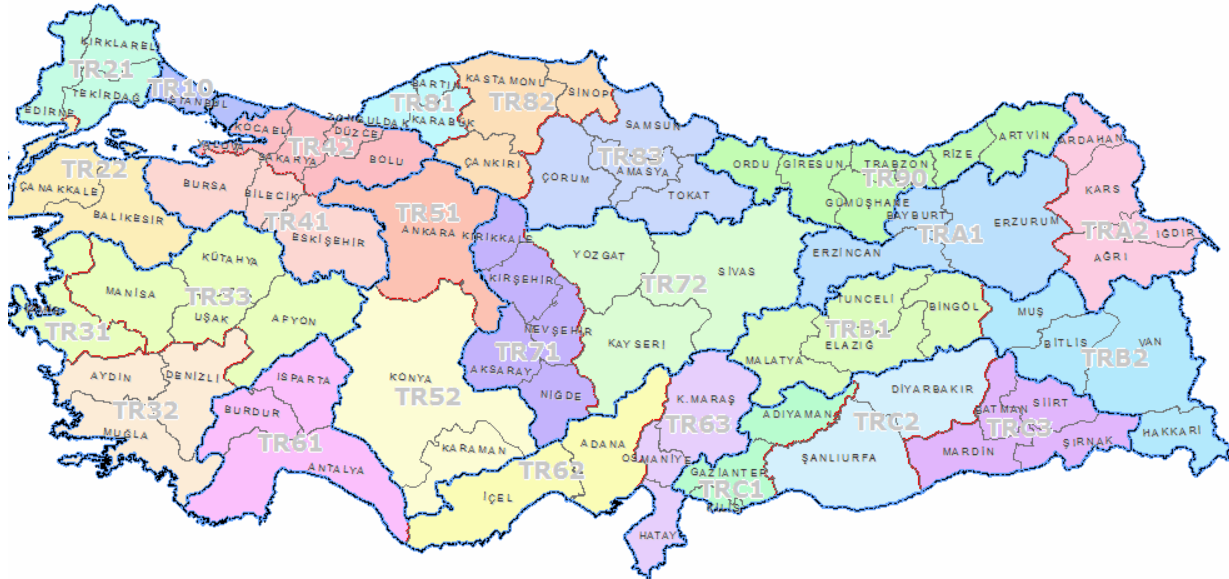 KIRKLARELİ
TR21
TEKİRDAĞ
EDİRNE
TR10
İSTANBUL
KOCAELİ
YALOVA
SAKARYA
TR42
DÜZCE
BOLU
ZONGULDAK
BARTIN
TR81
KARABÜK
KASTAMONU
TR82
SİNOP
ÇANKIRI
SAMSUN
TR83
AMASYA
ÇORUM
TOKAT
ORDU
GİRESUN
TRABZON
TR90
GÜMÜŞHANE
RİZE
ARTVİN
ARDAHAN
KARS
TRA2
IĞDIR
AĞRI
BAYBURT
TRA1
ERZURUM
ERZİNCAN
TR22
ÇANAKKALE
BALIKESİR
BURSA
BİLECİK
TR41
ESKİŞEHİR
TR51
ANKARA
KIRIKKALE
KIRŞEHİR
NEVŞEHİR
TR71
AKSARAY
NİĞDE
YOZGAT
TR72
SİVAS
KAYSERİ
TUNCELİ
BİNGÖL
TRB1
ELAZIĞ
MALATYA
MUŞ
BİTLİS
VAN
TRB2
HAKKARİ
KÜTAHYA
MANİSA
TR33
UŞAK
AFYON
TR31
AYDIN
DENİZLİ
TR32
MUĞLA
ISPARTA
BURDUR
TR61
ANTALYA
KONYA
TR52
KARAMAN
İÇEL
TR62
ADANA
K.MARAŞ
TR63
OSMANİYE
HATAY
ADIYAMAN
GAZİANTEP
TRC1
KİLİS
DİYARBAKIR
TRC2
ŞANLIURFA
BATMAN
SİİRT
TRC3
MARDİN
ŞIRNAK